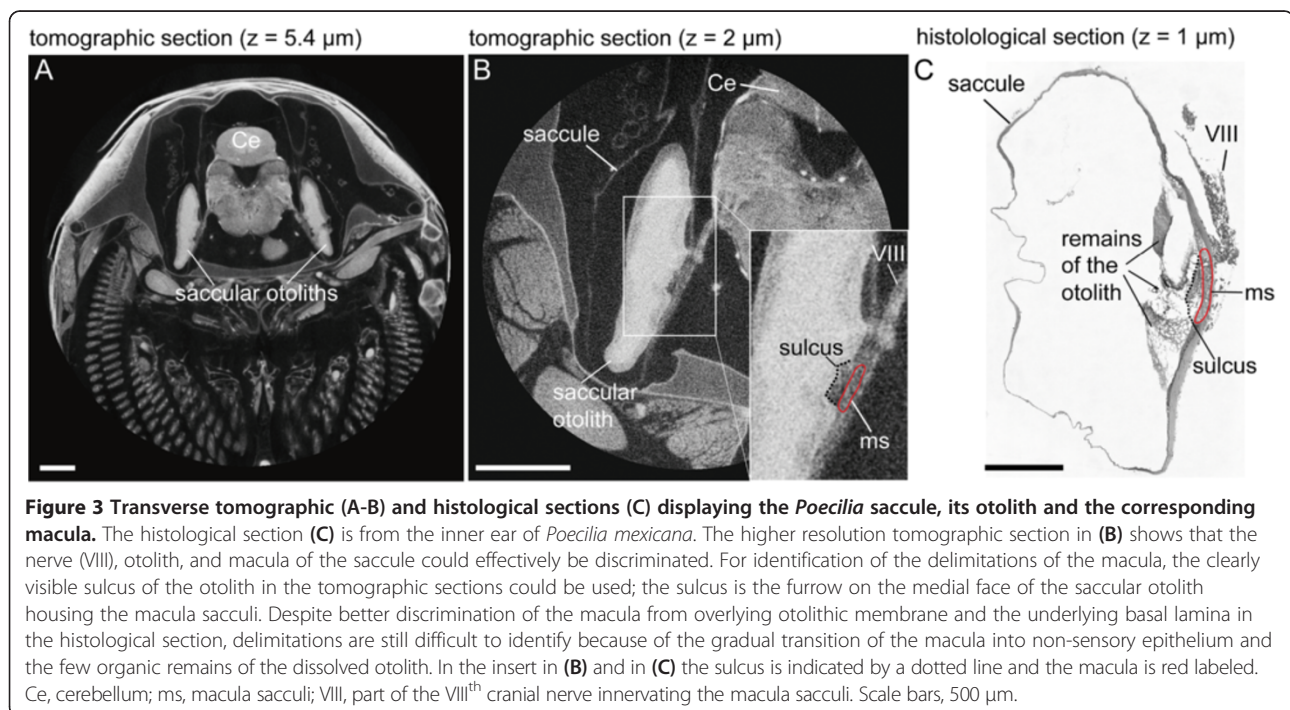 tomographic section (z = 5.4 µm)
tomographic section (z = 2 µm)
histolological section (z = 1 µm)
A
Ce
saccular otoliths
B
Ce
saccule
saccular
otolith
VIII
sulcus
ms
C
saccule
VIII
remains
of the
otolith
ms
sulcus
Figure 3 Transverse tomographic (A-B) and histological sections (C) displaying the Poecilia saccule, its otolith and the corresponding
macula. The histological section (C) is from the inner ear of Poecilia mexicana. The higher resolution tomographic section in (B) shows that the
nerve (VIII), otolith, and macula of the saccule could effectively be discriminated. For identification of the delimitations of the macula, the clearly
visible sulcus of the otolith in the tomographic sections could be used; the sulcus is the furrow on the medial face of the saccular otolith
housing the macula sacculi. Despite better discrimination of the macula from overlying otolithic membrane and the underlying basal lamina in
the histological section, delimitations are still difficult to identify because of the gradual transition of the macula into non-sensory epithelium and
the few organic remains of the dissolved otolith. In the insert in (B) and in (C) the sulcus is indicated by a dotted line and the macula is red labeled.
Ce, cerebellum; ms, macula sacculi; VIII, part of the VIIIth cranial nerve innervating the macula sacculi. Scale bars, 500 µm.